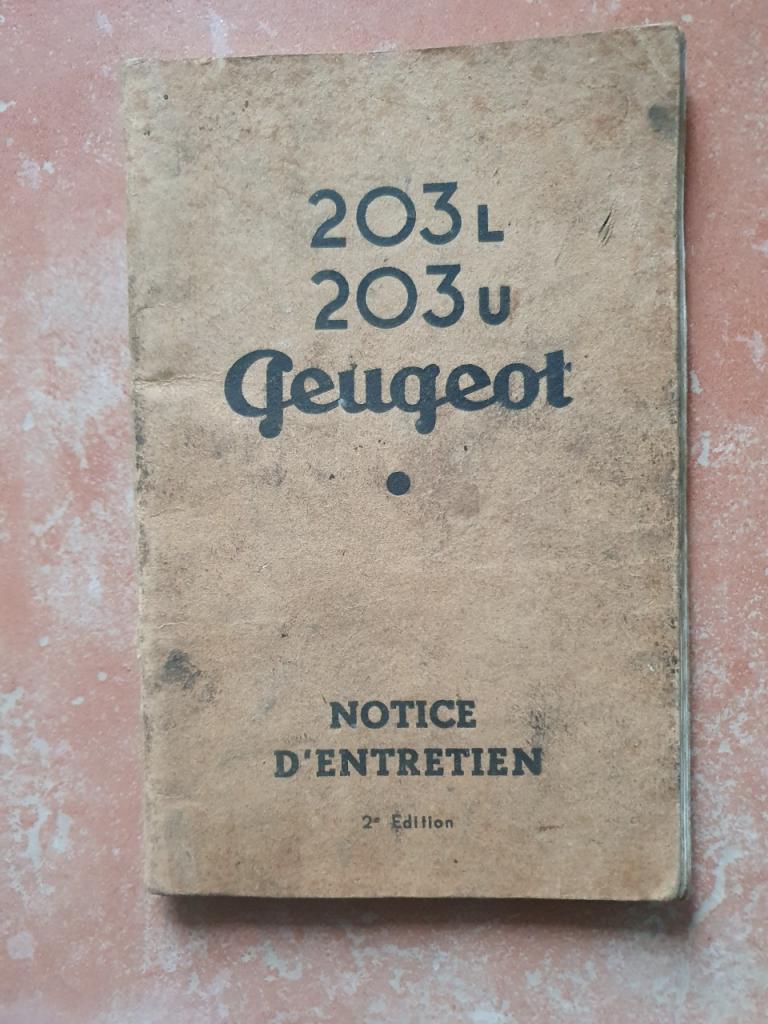 203L
203U
Peugeot
NOTICE
D'ENTRETIEN
2e Edition